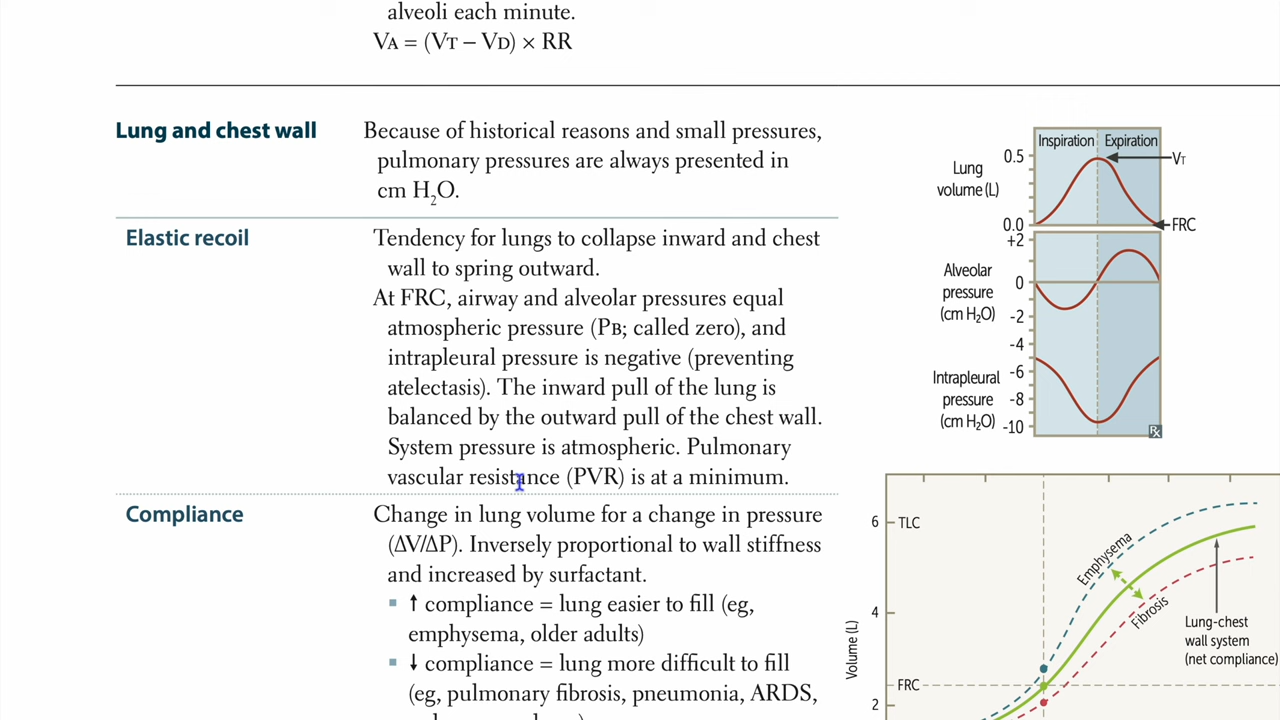 alveoli each minute.
VA = (VT – VD) × RR
Lung and chest wall
Because of historical reasons and small pressures,
pulmonary pressures are always presented in
cm H₂O.
Elastic recoil
Tendency for lungs to collapse inward and chest
wall to spring outward.
At FRC, airway and alveolar pressures equal
atmospheric pressure (PB; called zero), and
intrapleural pressure is negative (preventing
atelectasis). The inward pull of the lung is
balanced by the outward pull of the chest wall.
System pressure is atmospheric. Pulmonary
vascular resistance (PVR) is at a minimum.
Compliance
Change in lung volume for a change in pressure
(ΔV/ΔP). Inversely proportional to wall stiffness
and increased by surfactant.
▪ ↑ compliance = lung easier to fill (eg,
emphysema, older adults)
▪ ↓ compliance = lung more difficult to fill
(eg, pulmonary fibrosis, pneumonia, ARDS,
Inspiration Expiration
Lung
volume (L)
0.5
0.0
VT
FRC
Alveolar
pressure
(cm H₂O)
+2
0
-2
-4
Intrapleural
pressure
(cm H₂O)
-6
-8
-10
Rx
Volume (L)
6
TLC
4
FRC
2
Emphysema
Fibrosis
Lung-chest
wall system
(net compliance)